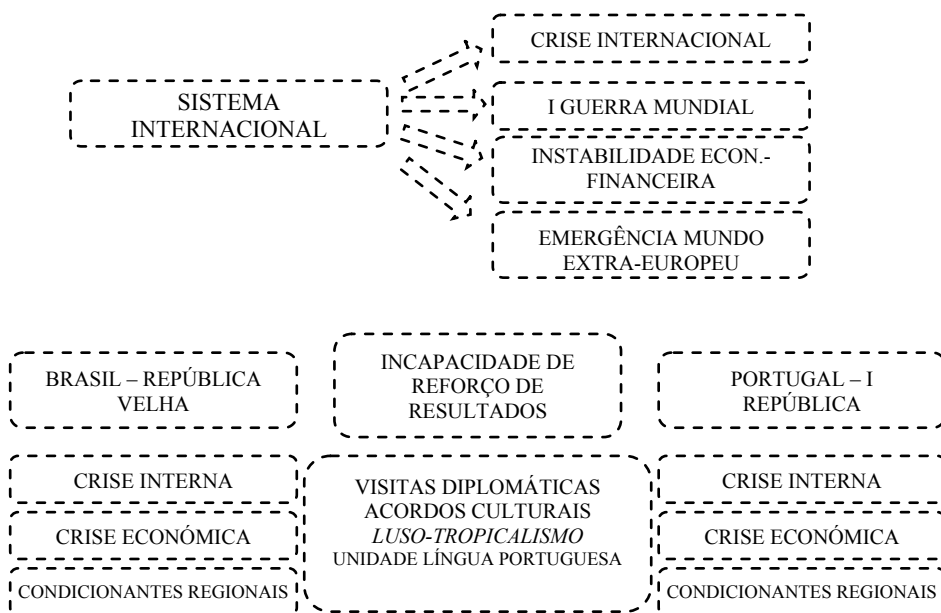 CRISE INTERNACIONAL
SISTEMA
INTERNACIONAL
I GUERRA MUNDIAL
INSTABILIDADE ECON.-
FINANCEIRA
EMERGÊNCIA MUNDO
EXTRA-EUROPEU
BRASIL – REPÚBLICA
VELHA
INCAPACIDADE DE
REFORÇO DE
RESULTADOS
PORTUGAL – I
REPÚBLICA
CRISE INTERNA
CRISE ECONÓMICA
CONDICIONANTES REGIONAIS
VISITAS DIPLOMÁTICAS
ACORDOS CULTURAIS
LUSO-TROPICALISMO
UNIDADE LÍNGUA PORTUGUESA
CRISE INTERNA
CRISE ECONÓMICA
CONDICIONANTES REGIONAIS